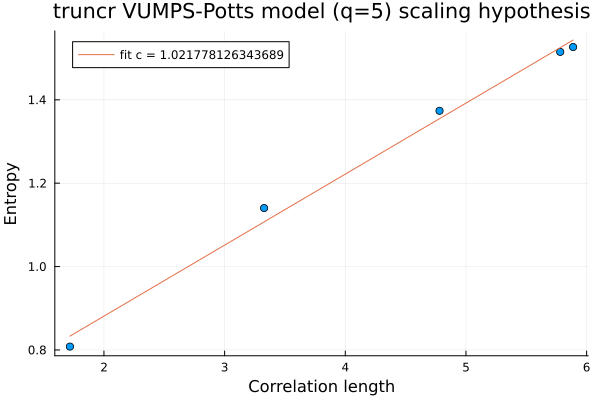 truncr VUMPS-Potts model (q=5) scaling hypothesis
fit c = 1.021778126343689
Entropy
1.4
1.2
1.0
0.8
2 3 4 5 6
Correlation length